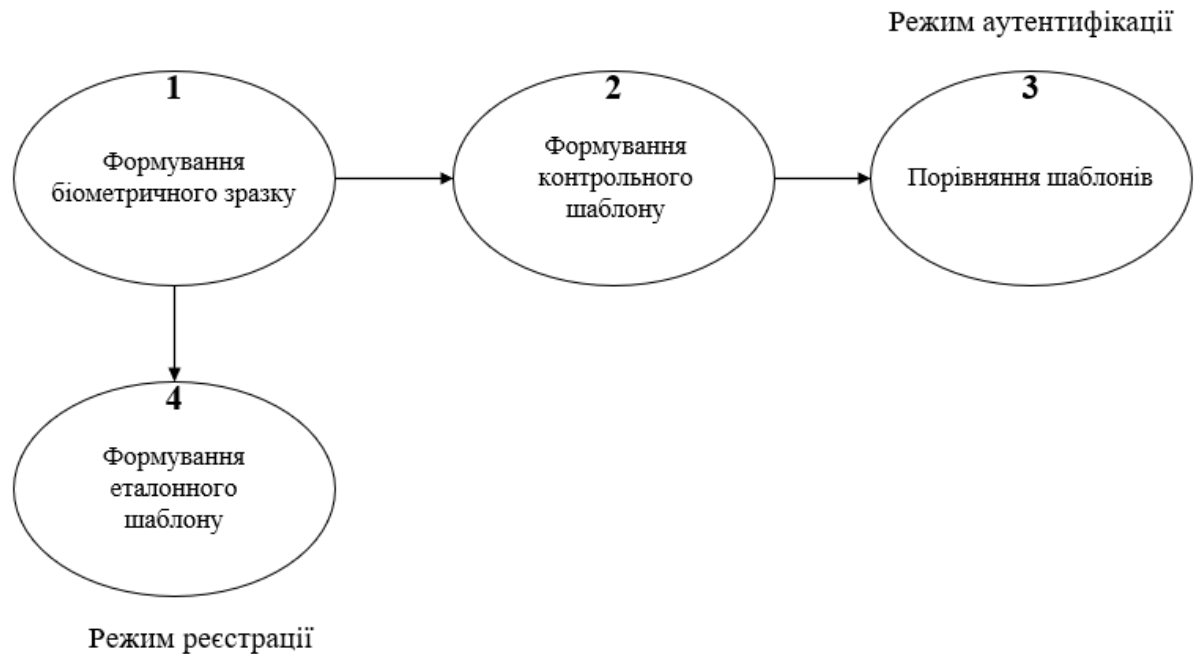 Режим аутентифікації
1
Формування
біометричного зразку
2
Формування
контрольного
шаблону
3
Порівняння шаблонів
4
Формування
еталонного
шаблону
Режим реєстрації